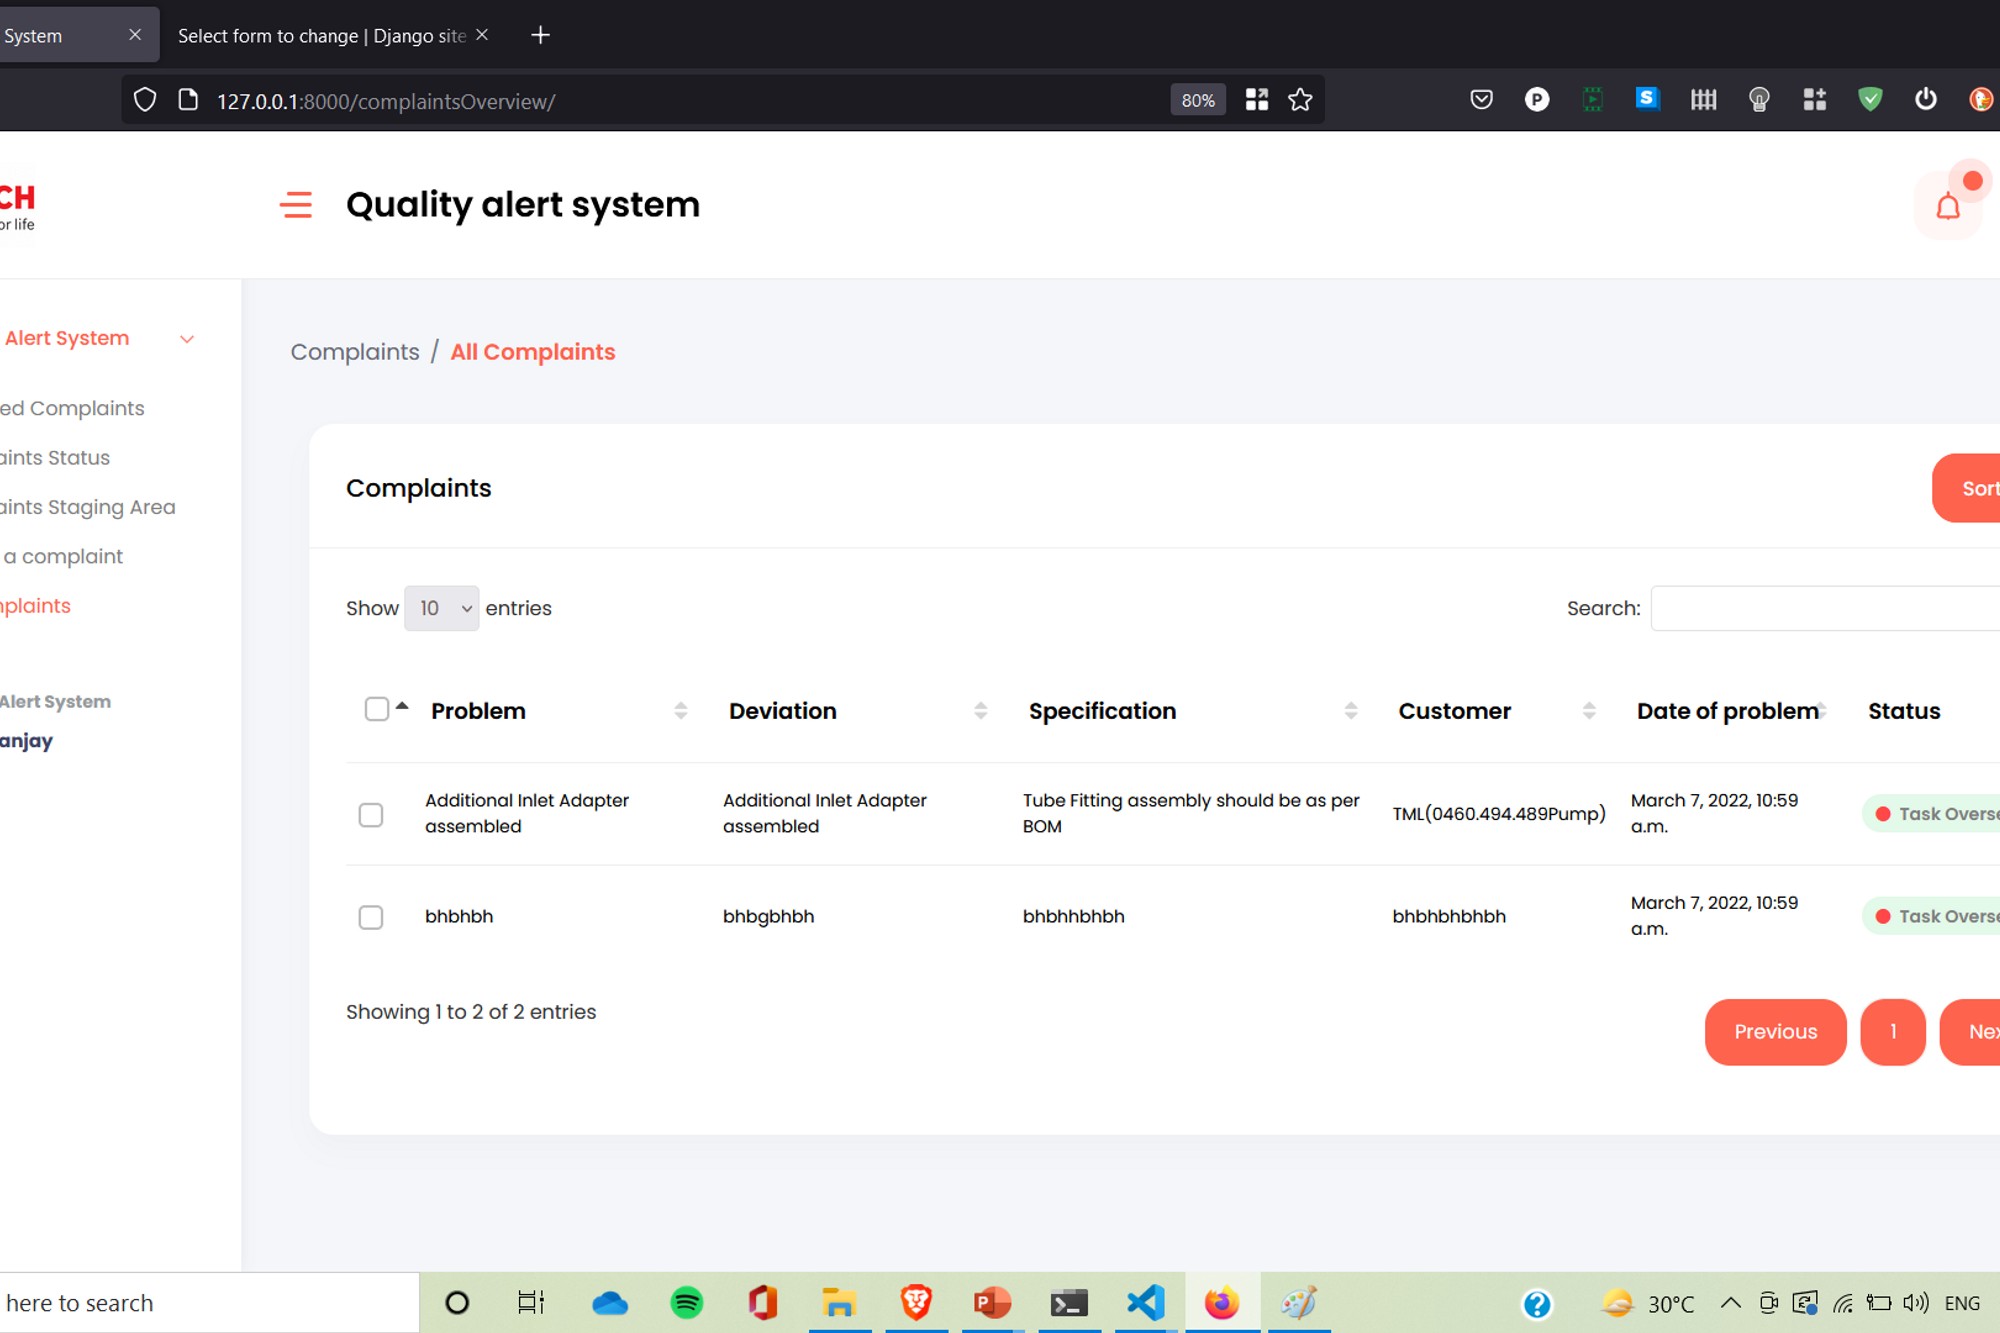 System
Select form to change | Django site
127.0.0.1:8000/complaintsOverview/
80%
P
S
CH
or life
Quality alert system
Alert System
Complaints / All Complaints
ed Complaints
aints Status
aints Staging Area
a complaint
nplaints
Alert System
anjay
Complaints
Sort
Show 10 entries
Search:
Problem Deviation Specification Customer Date of problem Status
Additional Inlet Adapter assembled Additional Inlet Adapter assembled Tube Fitting assembly should be as per BOM TML(0460.494.489Pump) March 7, 2022, 10:59 a.m. Task Overse
bhbhbh bhbgbhbh bhbhhbhbh bhbhbhbhbh March 7, 2022, 10:59 a.m. Task Overse
Showing 1 to 2 of 2 entries
Previous 1 Nex
here to search
30°C
ENG